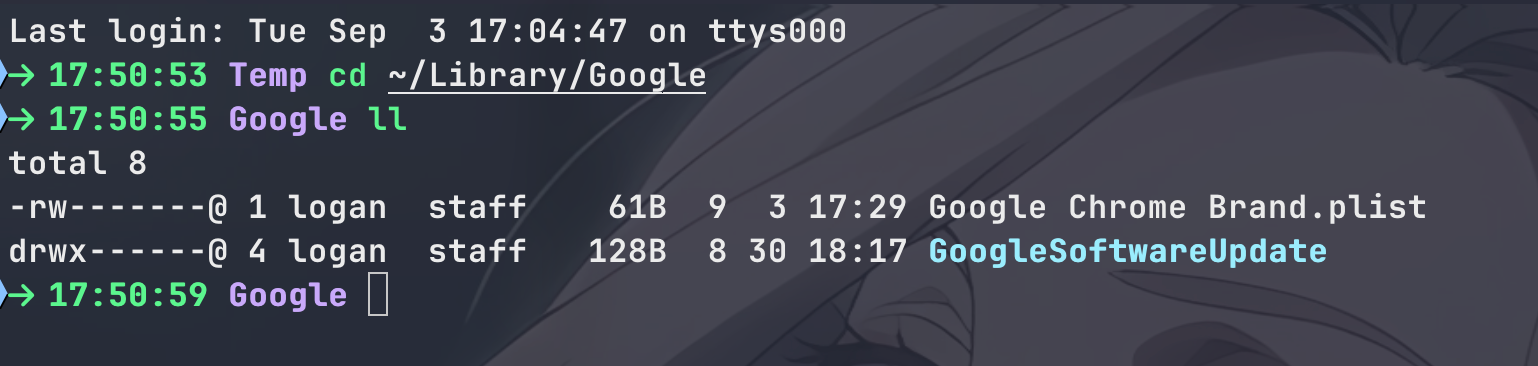 Last login: Tue Sep  3 17:04:47 on ttys000
→ 17:50:53 Temp cd ~/Library/Google
→ 17:50:55 Google ll
total 8
-rw-------@ 1 logan  staff    61B  9  3 17:29 Google Chrome Brand.plist
drwx------@ 4 logan  staff   128B  8 30 18:17 GoogleSoftwareUpdate
→ 17:50:59 Google